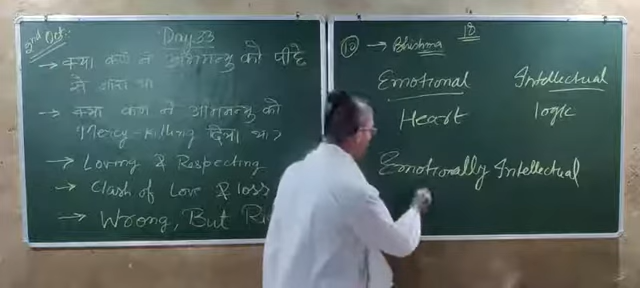 2nd Oct.
Day 33
→ क्या कर्ण ने अभिमन्यु को पीछे
से मारा था
→ क्या कर्ण ने अभिमन्यु को
Mercy-killing दिया था?
→ Loving & Respecting
→ Clash of Love & loss
→ Wrong, But
18
10 → Bhishma
Emotional Intellectual
Heart logic
Emotionally Intellectual